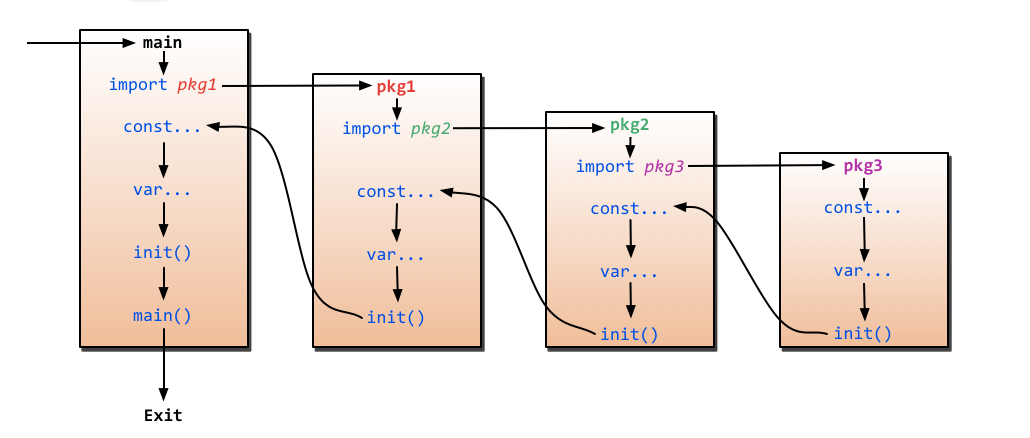 main
import pkg1
const...
var...
init()
main()
Exit
pkg1
import pkg2
const...
var...
init()
pkg2
import pkg3
const...
var...
init()
pkg3
const...
var...
init()